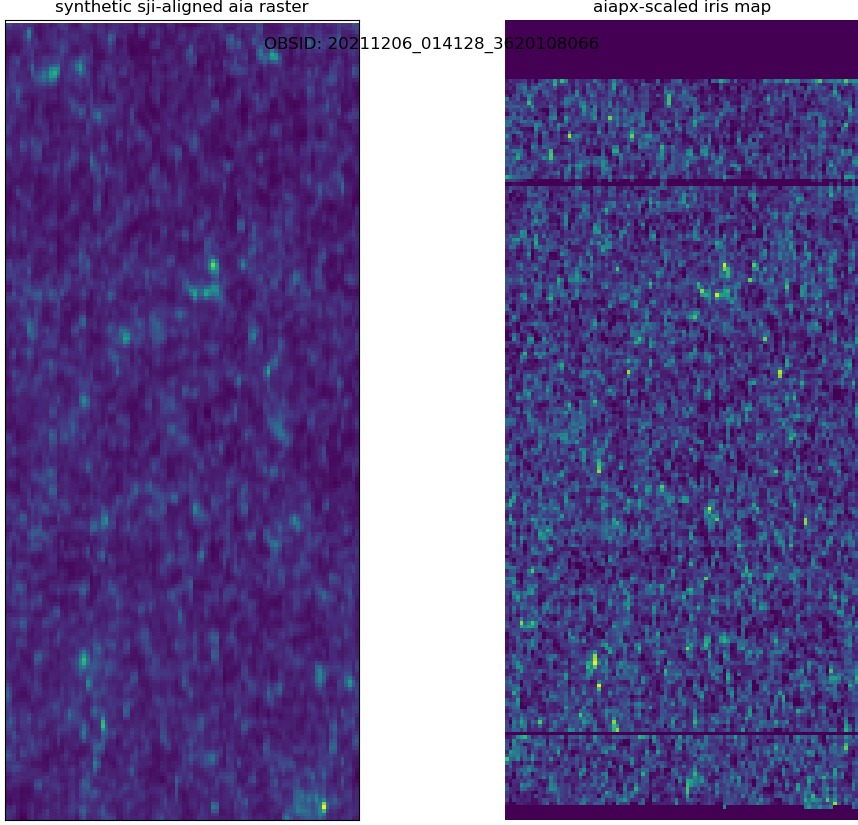 synthetic sji-aligned aia raster
aiapx-scaled iris map
OBSID: 20211206_014128_3620108066